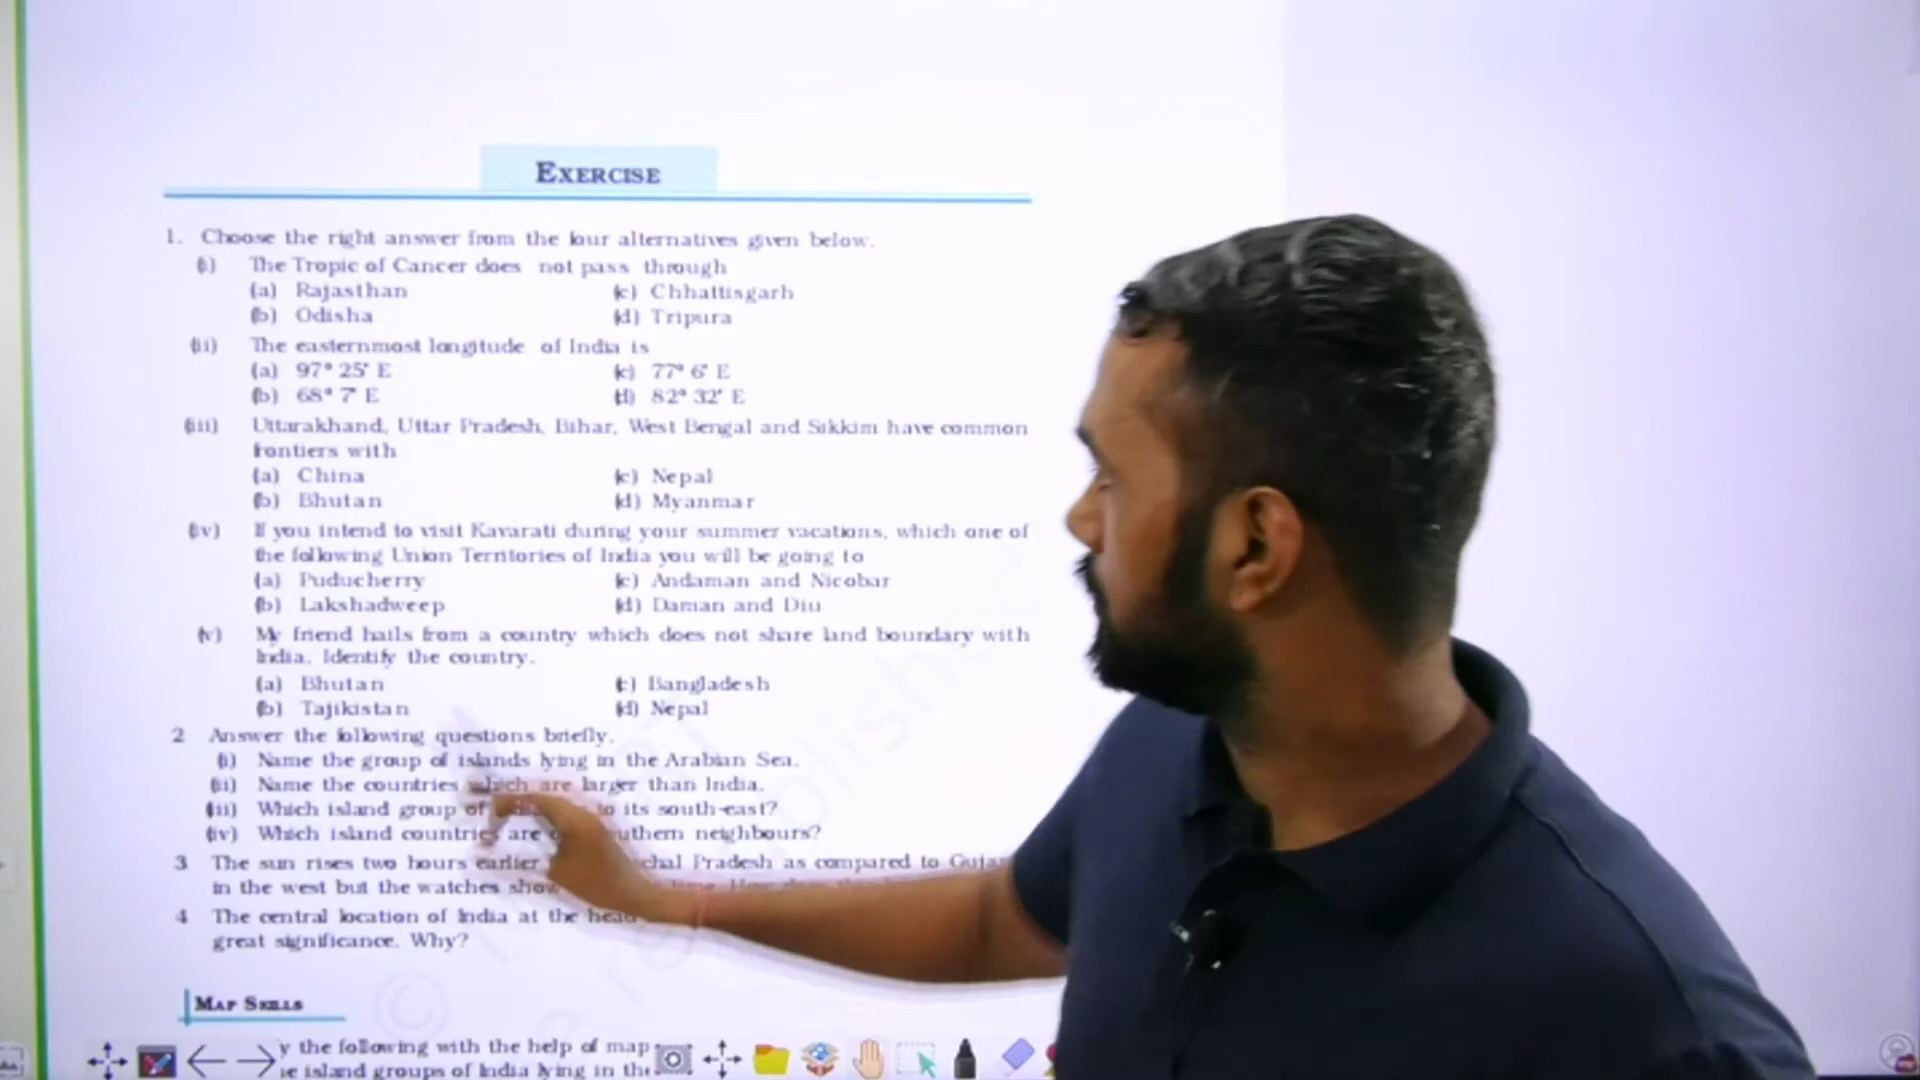 EXERCISE
1. Choose the right answer from the four alternatives given below.
(i) The Tropic of Cancer does not pass through
(a) Rajasthan (c) Chhattisgarh
(b) Odisha (d) Tripura
(ii) The easternmost longitude of India is
(a) 97° 25' E (c) 77° 6' E
(b) 68° 7' E (d) 82° 32' E
(iii) Uttarakhand, Uttar Pradesh, Bihar, West Bengal and Sikkim have common
frontiers with
(a) China (c) Nepal
(b) Bhutan (d) Myanmar
(iv) If you intend to visit Kavarati during your summer vacations, which one of
the following Union Territories of India you will be going to
(a) Puducherry (c) Andaman and Nicobar
(b) Lakshadweep (d) Daman and Diu
(v) My friend hails from a country which does not share land boundary with
India. Identify the country.
(a) Bhutan (c) Bangladesh
(b) Tajikistan (d) Nepal
2 Answer the following questions briefly.
(i) Name the group of islands lying in the Arabian Sea.
(ii) Name the countries which are larger than India.
(iii) Which island group of to its south-east?
(iv) Which island countries are uthern neighbours?
3 The sun rises two hours earlier chal Pradesh as compared to Gujar
in the west but the watches show
4 The central location of India at the head
great significance. Why?
MAP SKILLS
y the following with the help of map
e island groups of India lying in the